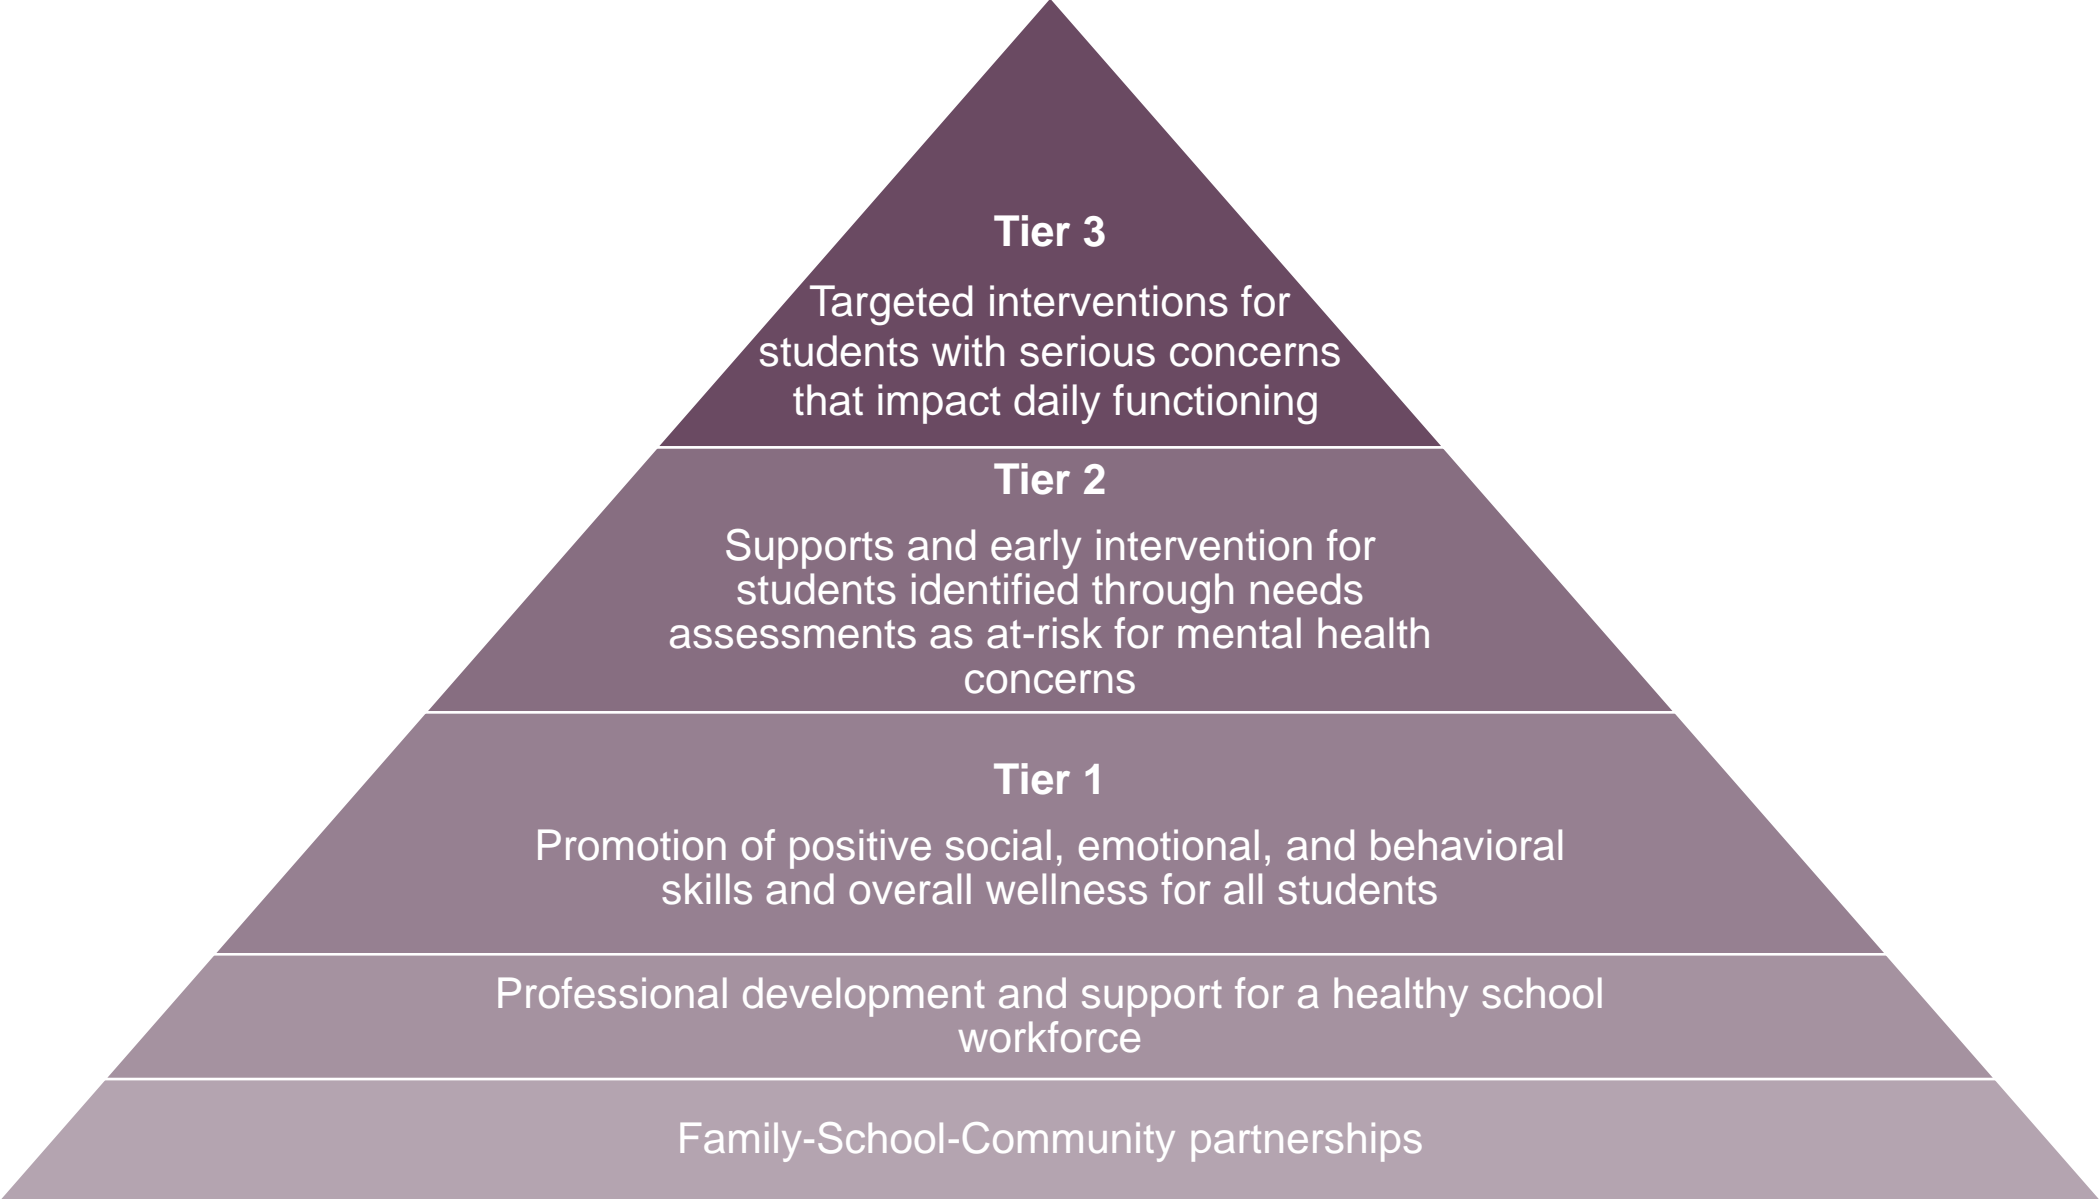 Tier 3
Targeted interventions for
students with serious concerns
that impact daily functioning
Tier 2
Supports and early intervention for
students identified through needs
assessments as at-risk for mental health
concerns
Tier 1
Promotion of positive social, emotional, and behavioral
skills and overall wellness for all students
Professional development and support for a healthy school
workforce
Family-School-Community partnerships